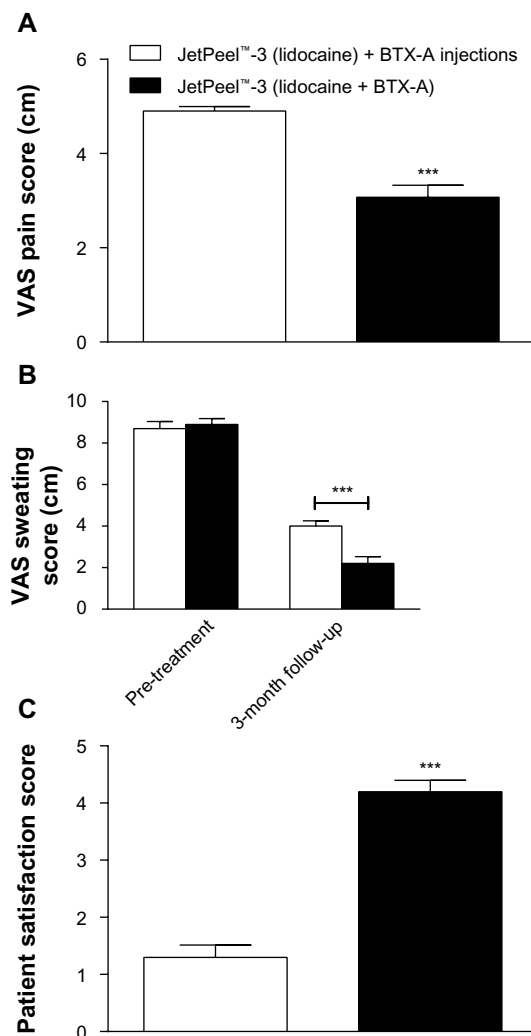 A
JetPeel™-3 (lidocaine) + BTX-A injections
JetPeel™-3 (lidocaine + BTX-A)
VAS pain score (cm)
6
4
2
0
***
B
VAS sweating
score (cm)
10
8
6
4
2
0
***
Pre-treatment
3-month follow-up
C
Patient satisfaction score
5
4
3
2
1
0
***